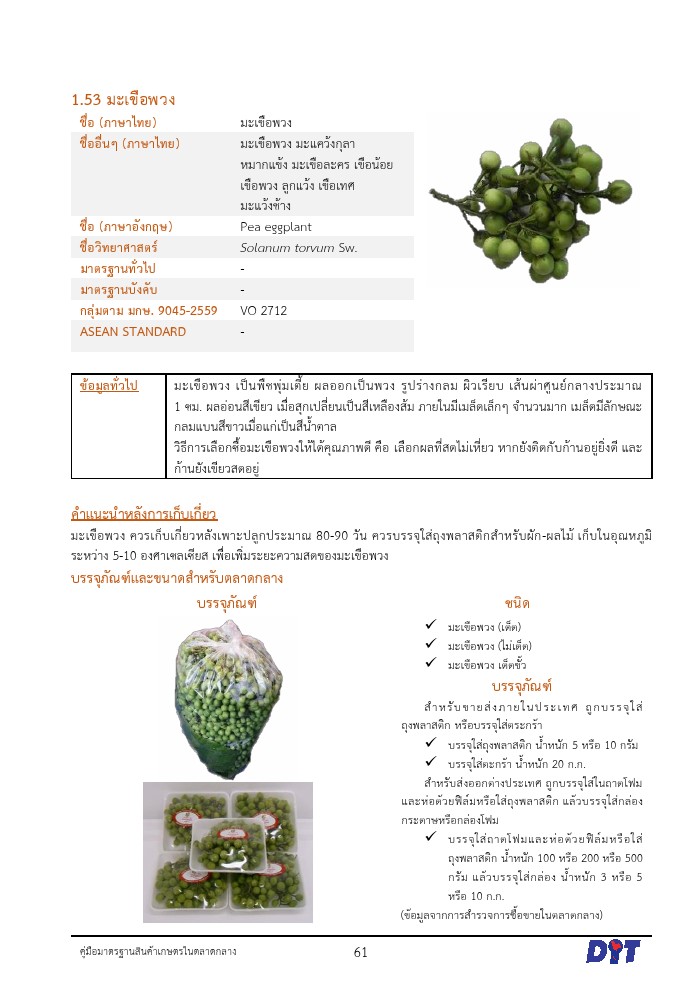 1.53 มะเขือพวง
ชื่อ (ภาษาไทย) มะเขือพวง
ชื่ออื่นๆ (ภาษาไทย) มะเขือพวง มะแคว้งกุลา
หมากแข้ง มะเขือละคร เขือน้อย
เขือพวง ลูกแว้ง เขือเทศ
มะแว้งช้าง
ชื่อ (ภาษาอังกฤษ) Pea eggplant
ชื่อวิทยาศาสตร์ Solanum torvum Sw.
มาตรฐานทั่วไป -
มาตรฐานบังคับ -
กลุ่มตาม มกษ. 9045-2559 VO 2712
ASEAN STANDARD -
ข้อมูลทั่วไป มะเขือพวง เป็นพืชพุ่มเตี้ย ผลออกเป็นพวง รูปร่างกลม ผิวเรียบ เส้นผ่าศูนย์กลางประมาณ
1 ซม. ผลอ่อนสีเขียว เมื่อสุกเปลี่ยนเป็นสีเหลืองส้ม ภายในมีเมล็ดเล็กๆ จำนวนมาก เมล็ดมีลักษณะ
กลมแบนสีขาวเมื่อแก่เป็นสีน้ำตาล
วิธีการเลือกซื้อมะเขือพวงให้ได้คุณภาพดี คือ เลือกผลที่สดไม่เหี่ยว หากยังติดกับก้านอยู่ยิ่งดี และ
ก้านยังเขียวสดอยู่
คำแนะนำหลังการเก็บเกี่ยว
มะเขือพวง ควรเก็บเกี่ยวหลังเพาะปลูกประมาณ 80-90 วัน ควรบรรจุใส่ถุงพลาสติกสำหรับผัก-ผลไม้ เก็บในอุณหภูมิ
ระหว่าง 5-10 องศาเซลเซียส เพื่อเพิ่มระยะความสดของมะเขือพวง
บรรจุภัณฑ์และขนาดสำหรับตลาดกลาง
บรรจุภัณฑ์
ชนิด
✓ มะเขือพวง (เด็ด)
✓ มะเขือพวง (ไม่เด็ด)
✓ มะเขือพวง เด็ดขั้ว
บรรจุภัณฑ์
สำหรับขายส่งภายในประเทศ ถูกบรรจุใส่
ถุงพลาสติก หรือบรรจุใส่ตระกร้า
✓ บรรจุใส่ถุงพลาสติก น้ำหนัก 5 หรือ 10 กรัม
✓ บรรจุใส่ตะกร้า น้ำหนัก 20 ก.ก.
สำหรับส่งออกต่างประเทศ ถูกบรรจุใส่ในถาดโฟม
และห่อด้วยฟิล์มหรือใส่ถุงพลาสติก แล้วบรรจุใส่กล่อง
กระดาษหรือกล่องโฟม
✓ บรรจุใส่ถาดโฟมและห่อด้วยฟิล์มหรือใส่
ถุงพลาสติก น้ำหนัก 100 หรือ 200 หรือ 500
กรัม แล้วบรรจุใส่กล่อง น้ำหนัก 3 หรือ 5
หรือ 10 ก.ก.
(ข้อมูลจากการสำรวจการซื้อขายในตลาดกลาง)
คู่มือมาตรฐานสินค้าเกษตรในตลาดกลาง 61 DIT